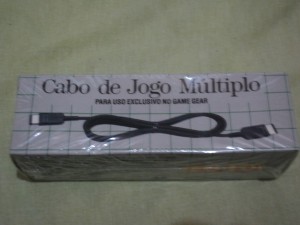 Cabo de Jogo Múltiplo
PARA USO EXCLUSIVO NO GAME GEAR